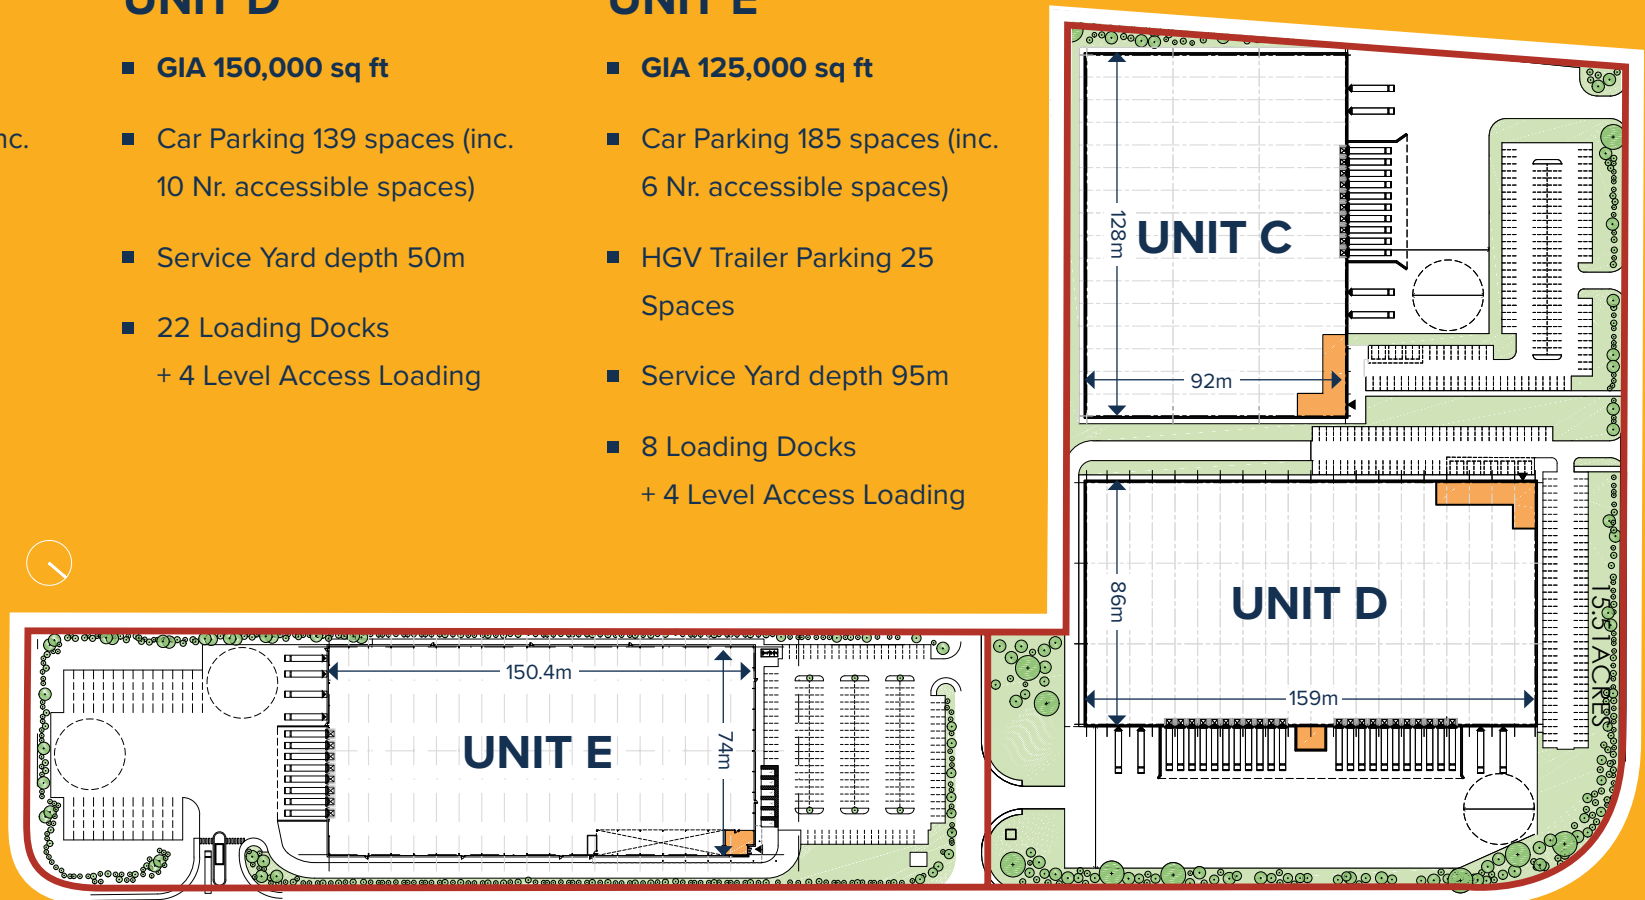 nc.
UNIT D
GIA 150,000 sq ft
Car Parking 139 spaces (inc.
10 Nr. accessible spaces)
Service Yard depth 50m
22 Loading Docks
+ 4 Level Access Loading
UNIT E
GIA 125,000 sq ft
Car Parking 185 spaces (inc.
6 Nr. accessible spaces)
HGV Trailer Parking 25
Spaces
Service Yard depth 95m
8 Loading Docks
+ 4 Level Access Loading
128m
UNIT C
92m
86m
UNIT D
159m
15.151ACRES
150.4m
UNIT E
74m